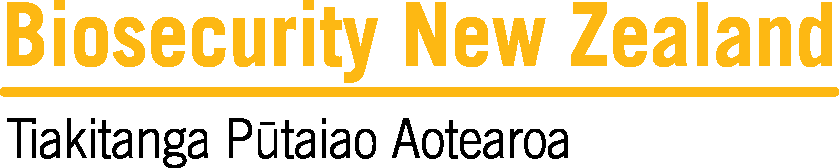 Biosecurity New Zealand
Tiakitanga Pūtaiao Aotearoa